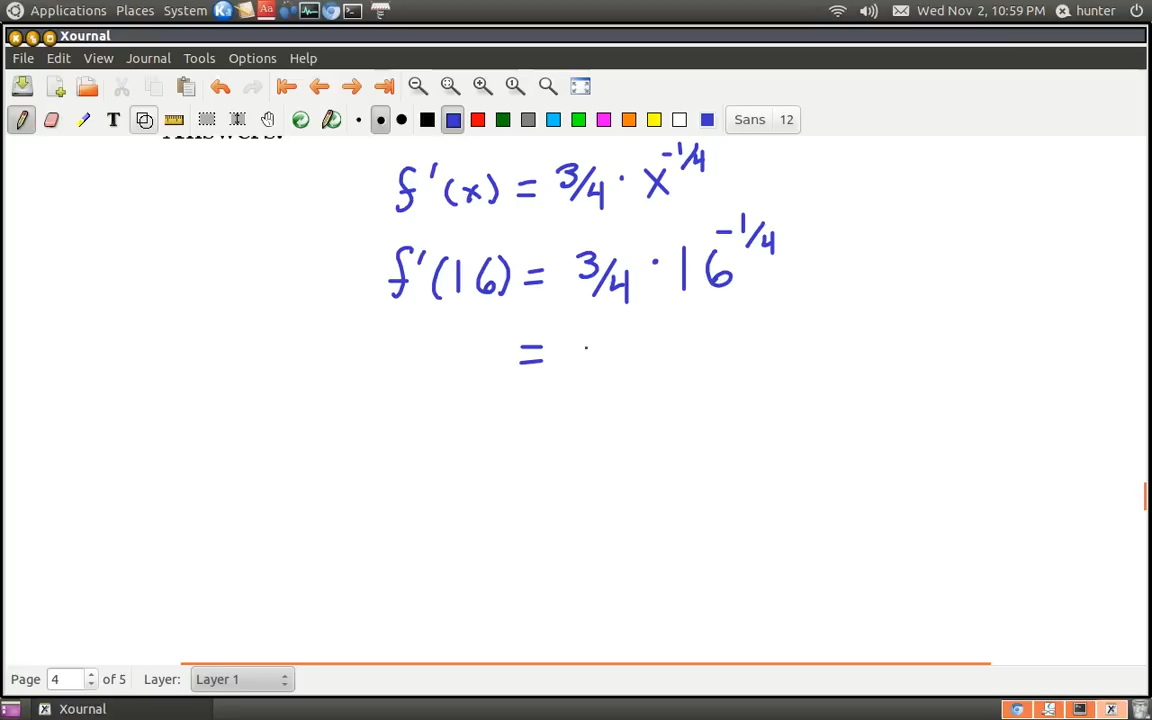 Applications Places System Aa Wed Nov 2, 10:59 PM hunter
Xournal
File Edit View Journal Tools Options Help
T Sans 12
Answers:
f'(x) = 3/4 · x^-1/4
f'(16) = 3/4 · 16^-1/4
= ·
Page 4 of 5 Layer: Layer 1
Xournal